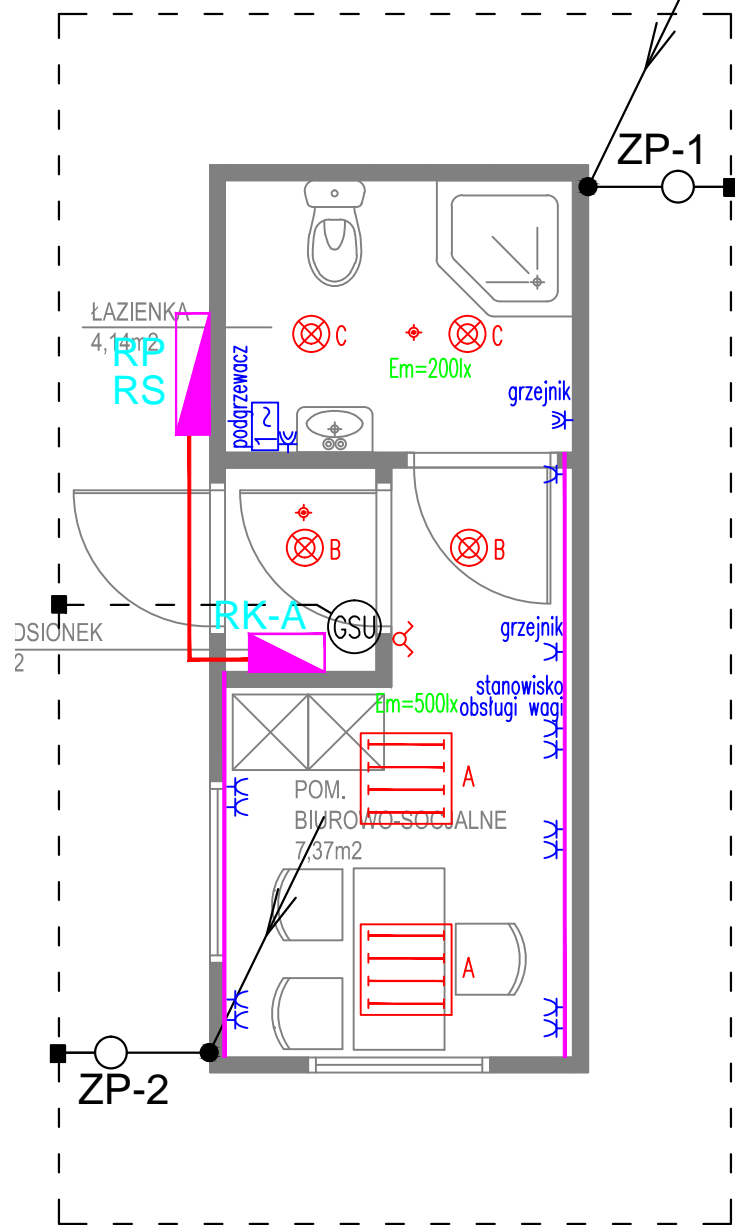 ZP-1
ŁAZIENKA
4,14m2
RP
RS
C
C
Em=200lx
podgrzewacz
1~
grzejnik
B
B
RK-A
GSU
DSIONEK
2
grzejnik
stanowisko
obsługi wagi
Em=500lx
A
POM.
BIUROWO-SOCJALNE
7,37m2
A
ZP-2